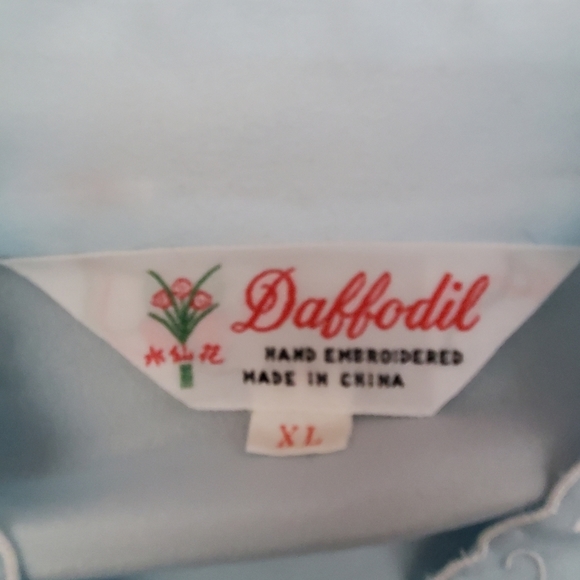 Daffodil
水仙花
HAND EMBROIDERED
MADE IN CHINA
XL